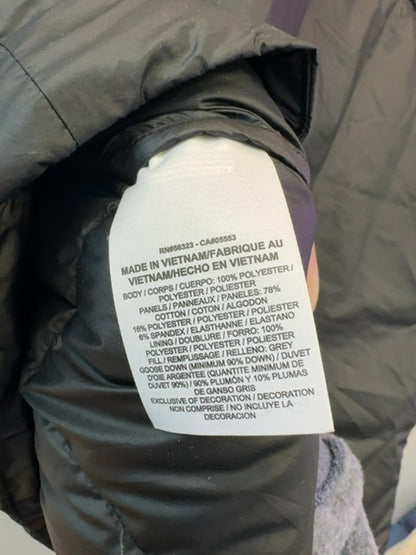 RN#56323 - CA#05553
MADE IN VIETNAM/FABRIQUE AU
VIETNAM/HECHO EN VIETNAM
BODY / CORPS / CUERPO: 100% POLYESTER /
POLYESTER / POLIESTER
PANELS / PANNEAUX / PANELES: 78%
COTTON / COTON / ALGODON
16% POLYESTER / POLYESTER / POLIESTER
6% SPANDEX / ELASTHANNE / ELASTANO
LINING / DOUBLURE / FORRO: 100%
POLYESTER / POLYESTER / POLIESTER
FILL / REMPLISSAGE / RELLENO: GREY
GOOSE DOWN (MINIMUM 90% DOWN) / DUVET
D'OIE ARGENTEE (QUANTITE MINIMUM DE
DUVET 90%) / 90% PLUMÓN Y 10% PLUMAS
DE GANSO GRIS
EXCLUSIVE OF DECORATION / DECORATION
NON COMPRISE / NO INCLUYE LA
DECORACION